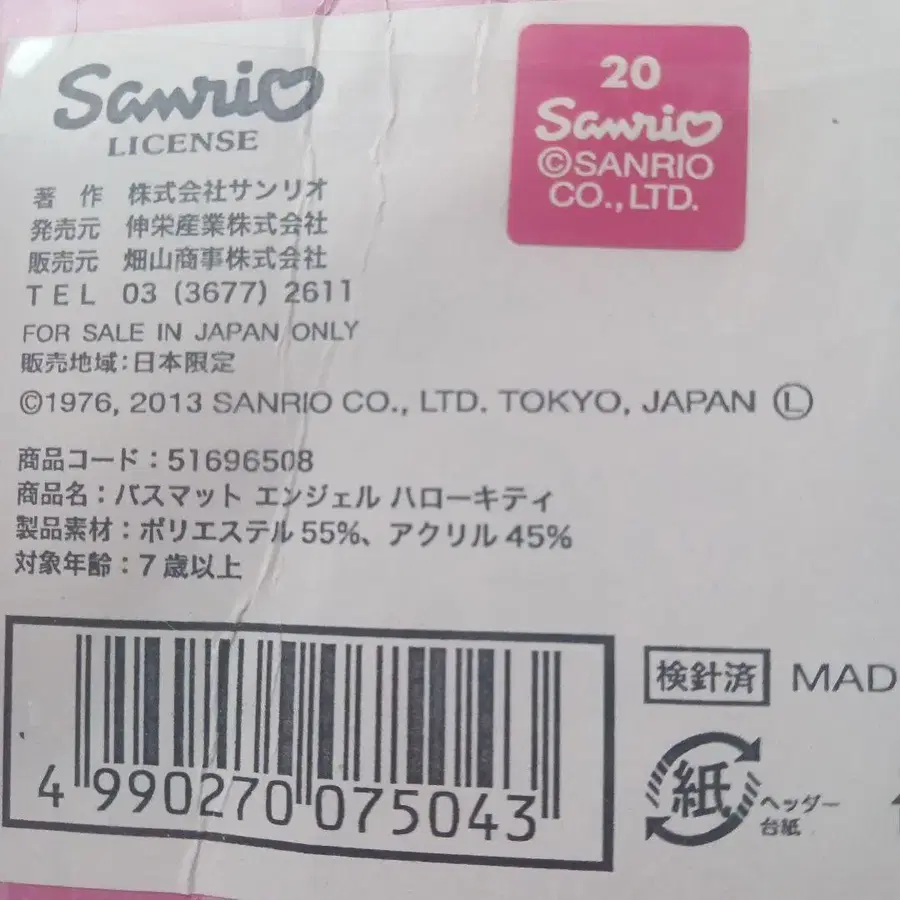 Sanrio
LICENSE
20
Sanrio
©SANRIO
CO., LTD.
著 作 株式会社サンリオ
発売元 伸栄産業株式会社
販売元 畑山商事株式会社
TEL 03 (3677) 2611
FOR SALE IN JAPAN ONLY
販売地域:日本限定
©1976, 2013 SANRIO CO., LTD. TOKYO, JAPAN Ⓛ
商品コード:51696508
商品名:バスマット エンジェル ハローキティ
製品素材:ポリエステル 55%、アクリル 45%
対象年齢:7 歳以上
4 990270 075043
検針済 MAD
紙
ヘッダー
台紙